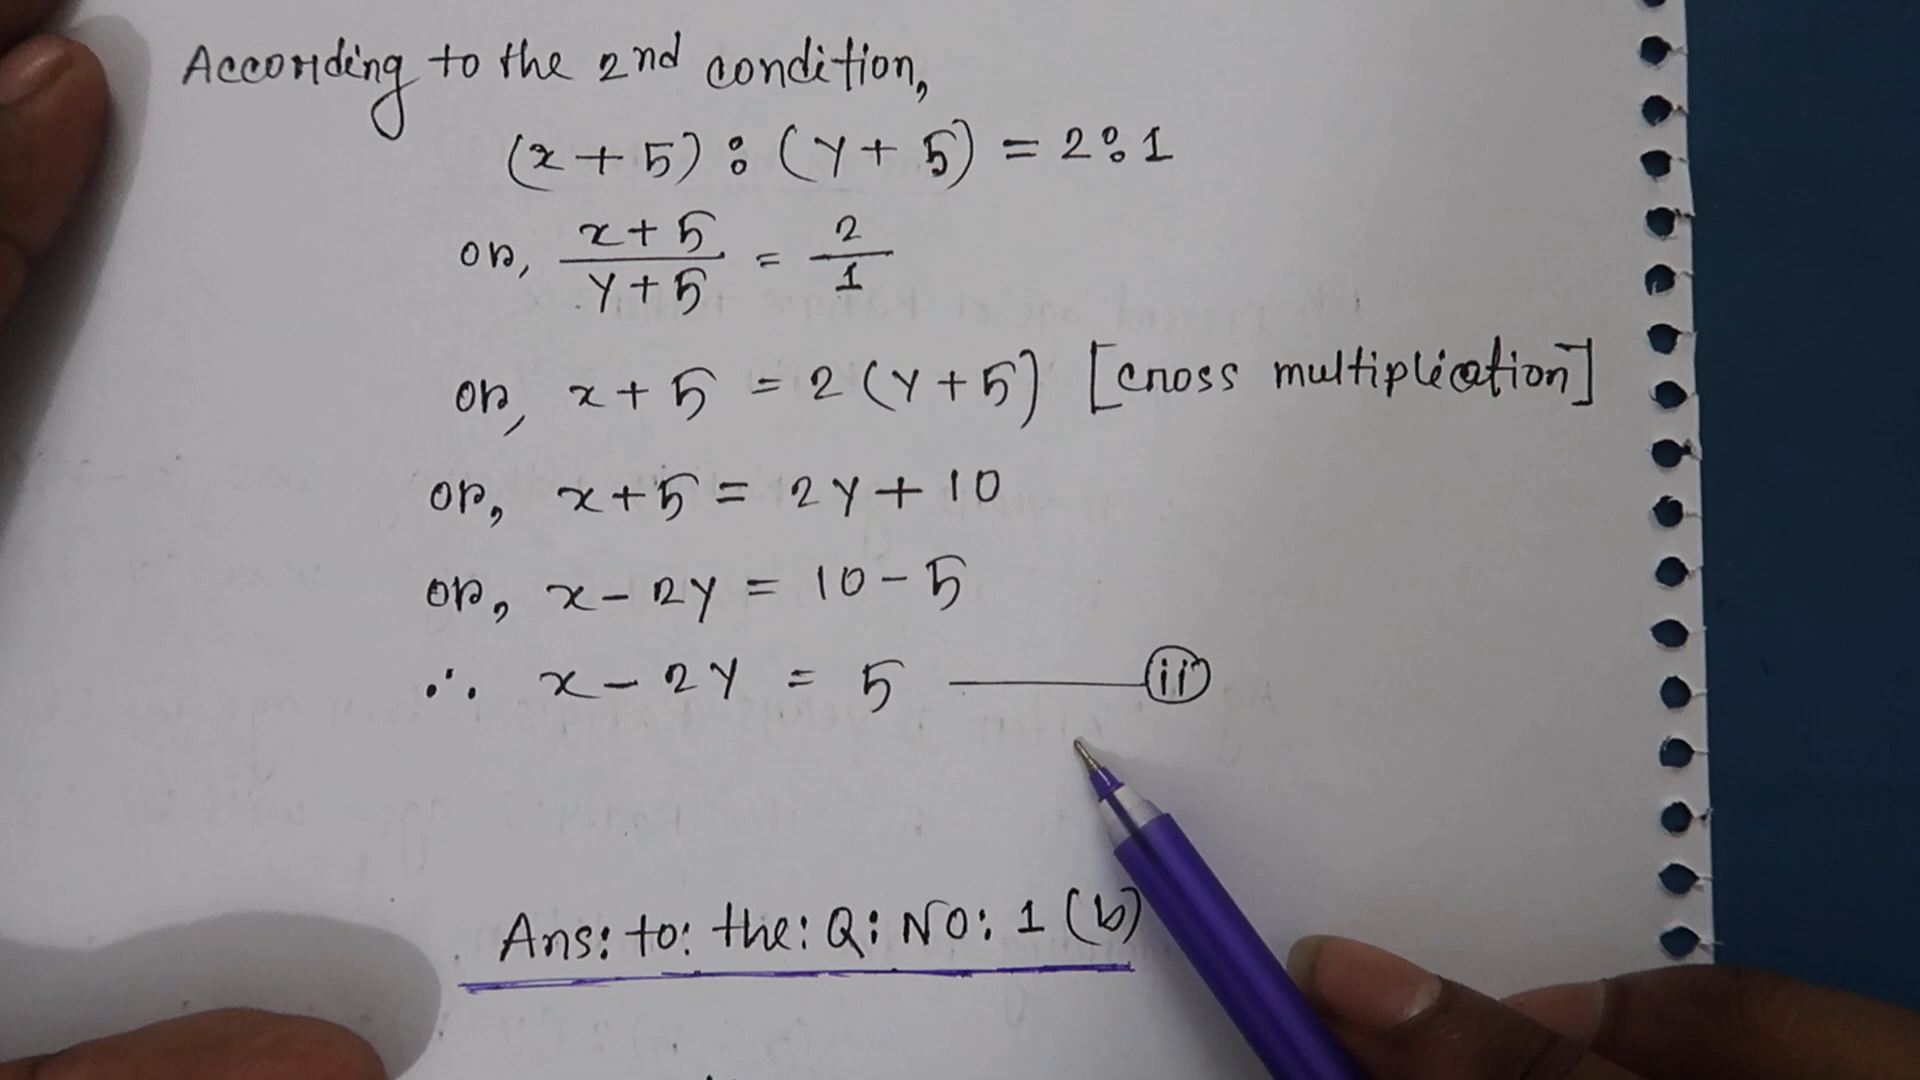 According to the 2nd condition,
(x + 5) : (y + 5) = 2:1
or, x + 5 / y + 5 = 2 / 1
or, x + 5 = 2 (y + 5) [cross multiplication]
or, x + 5 = 2y + 10
or, x - 2y = 10 - 5
∴ x - 2y = 5 —— (ii)
Ans: to: the: Q: NO: 1 (b)